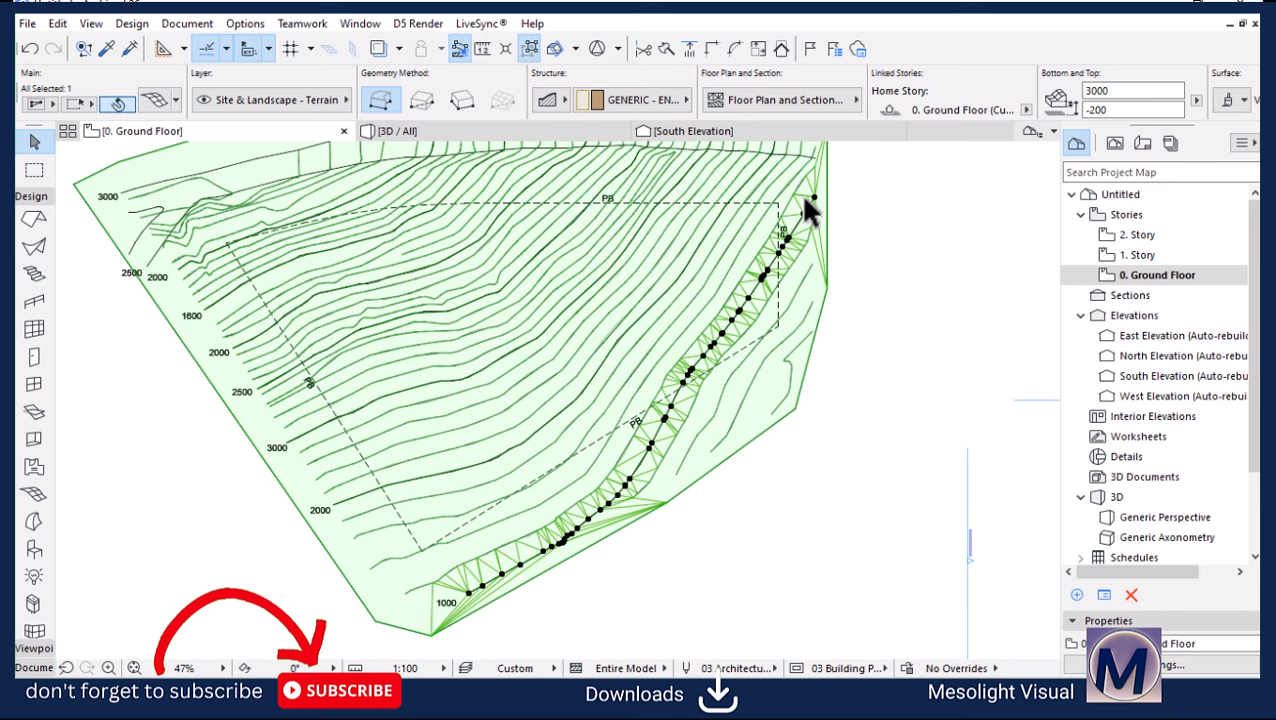 File Edit View Design Document Options Teamwork Window D5 Render LiveSync® Help
Main: Layer: Geometry Method: Structure: Floor Plan and Section: Linked Stories: Bottom and Top: Surface:
All Selected: 1
Site & Landscape - Terrain
GENERIC - EN...
Floor Plan and Section...
Home Story:
0. Ground Floor (Cu...
3000
-200
[0. Ground Floor] [3D / All] [South Elevation]
Design
Search Project Map
Untitled
Stories
2. Story
1. Story
0. Ground Floor
Sections
Elevations
East Elevation (Auto-rebuil
North Elevation (Auto-rebu
South Elevation (Auto-rebu
West Elevation (Auto-rebui
Interior Elevations
Worksheets
Details
3D Documents
3D
Generic Perspective
Generic Axonometry
Schedules
Properties
3000
2500
2000
1600
2000
2500
3000
2000
1000
PB
PB
PB
PB
Viewpoi
Docume
47% 0° 1:100 Custom Entire Model 03 Architectu... 03 Building P... No Overrides
don't forget to subscribe
SUBSCRIBE
Downloads
Mesolight Visual
M